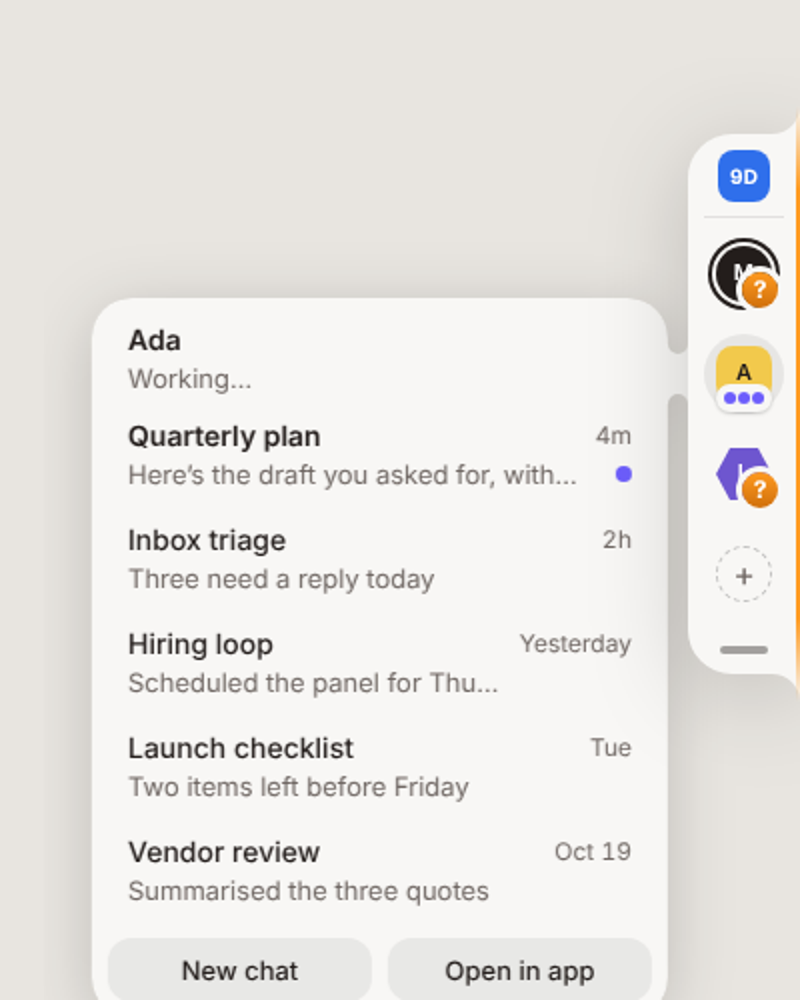 9D
M
?
Ada
Working...
A
Quarterly plan
4m
Here’s the draft you asked for, with...
?
Inbox triage
2h
Three need a reply today
+
Hiring loop
Yesterday
Scheduled the panel for Thu...
Launch checklist
Tue
Two items left before Friday
Vendor review
Oct 19
Summarised the three quotes
New chat
Open in app